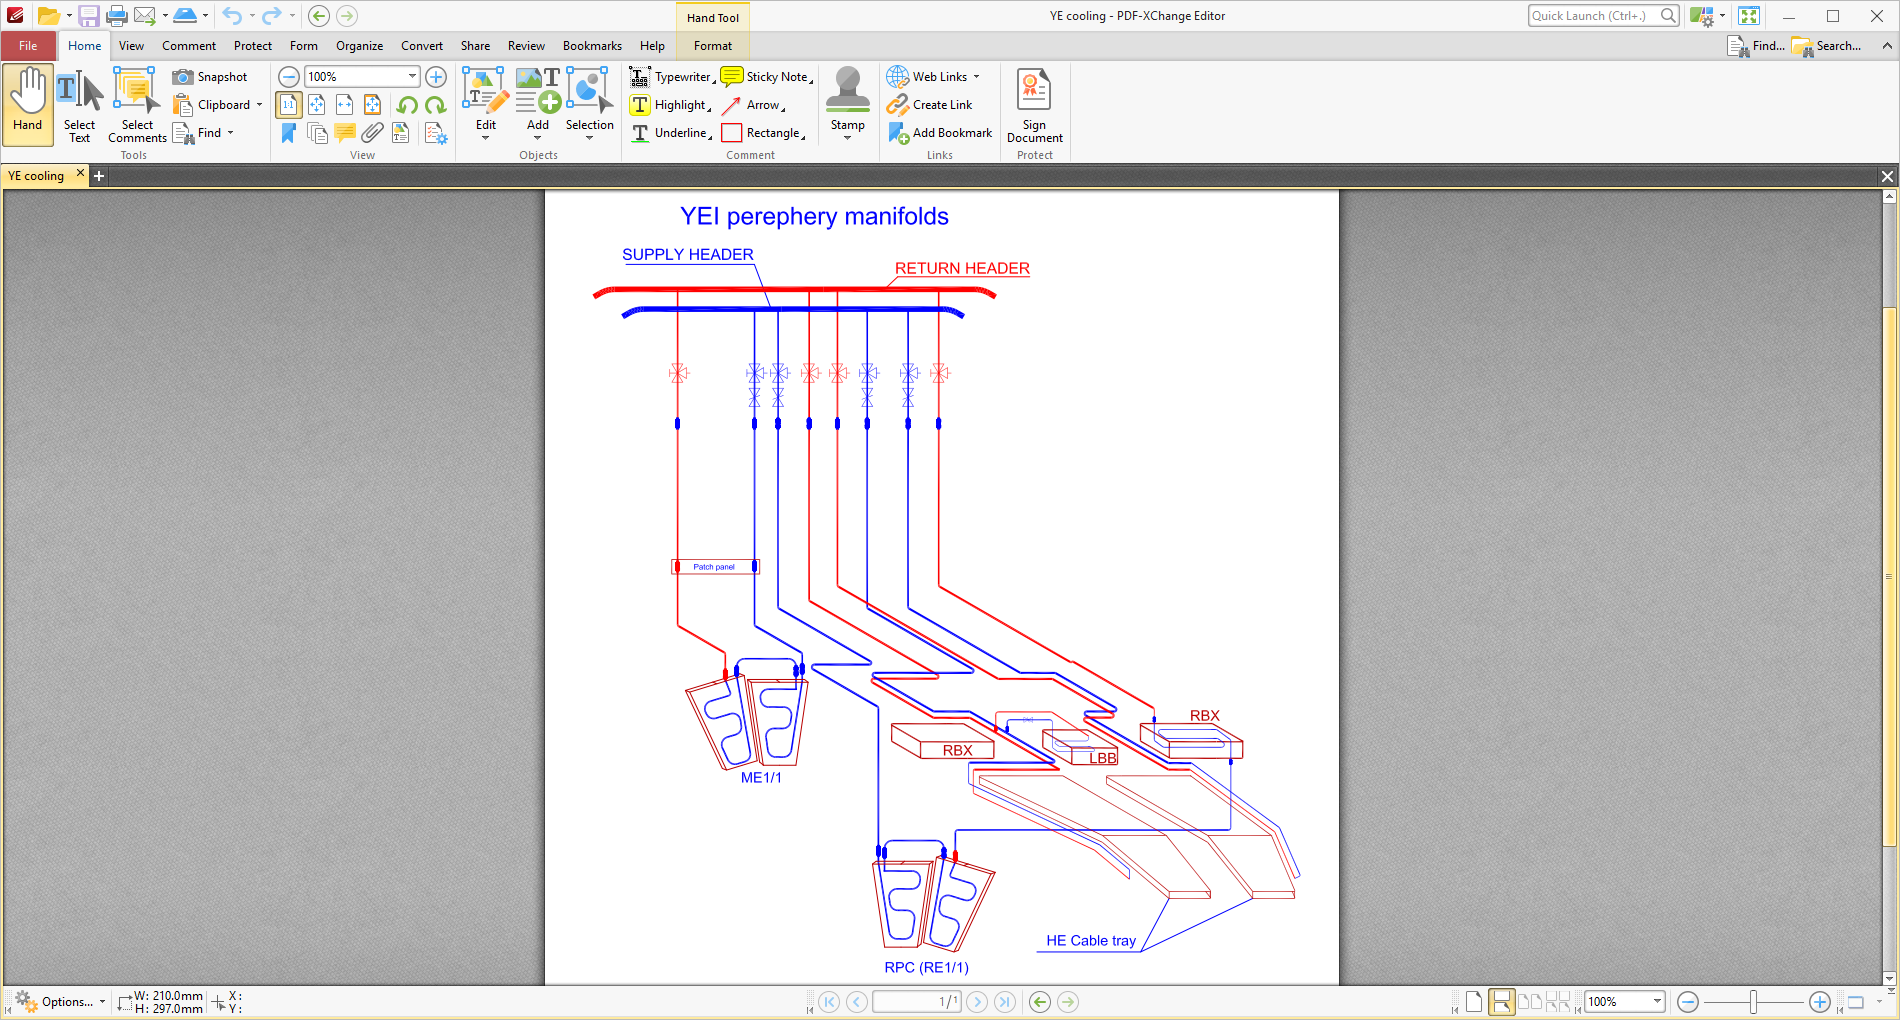 Hand Tool
YE cooling - PDF-XChange Editor
Quick Launch (Ctrl+.)
File
Home
View
Comment
Protect
Form
Organize
Convert
Share
Review
Bookmarks
Help
Format
Find...
Search...
Hand
Select Text
Select Comments
Snapshot
Clipboard
Find
Tools
100%
1:1
View
Edit
Add
Selection
Objects
Typewriter
Sticky Note
Highlight
Arrow
Underline
Rectangle
Stamp
Comment
Web Links
Create Link
Add Bookmark
Links
Sign Document
Protect
YE cooling
YEI perephery manifolds
SUPPLY HEADER
RETURN HEADER
Patch panel
RBX
RBX
LBB
ME1/1
HE Cable tray
RPC (RE1/1)
Options...
W: 210.0mm
H: 297.0mm
X:
Y:
1/1
100%